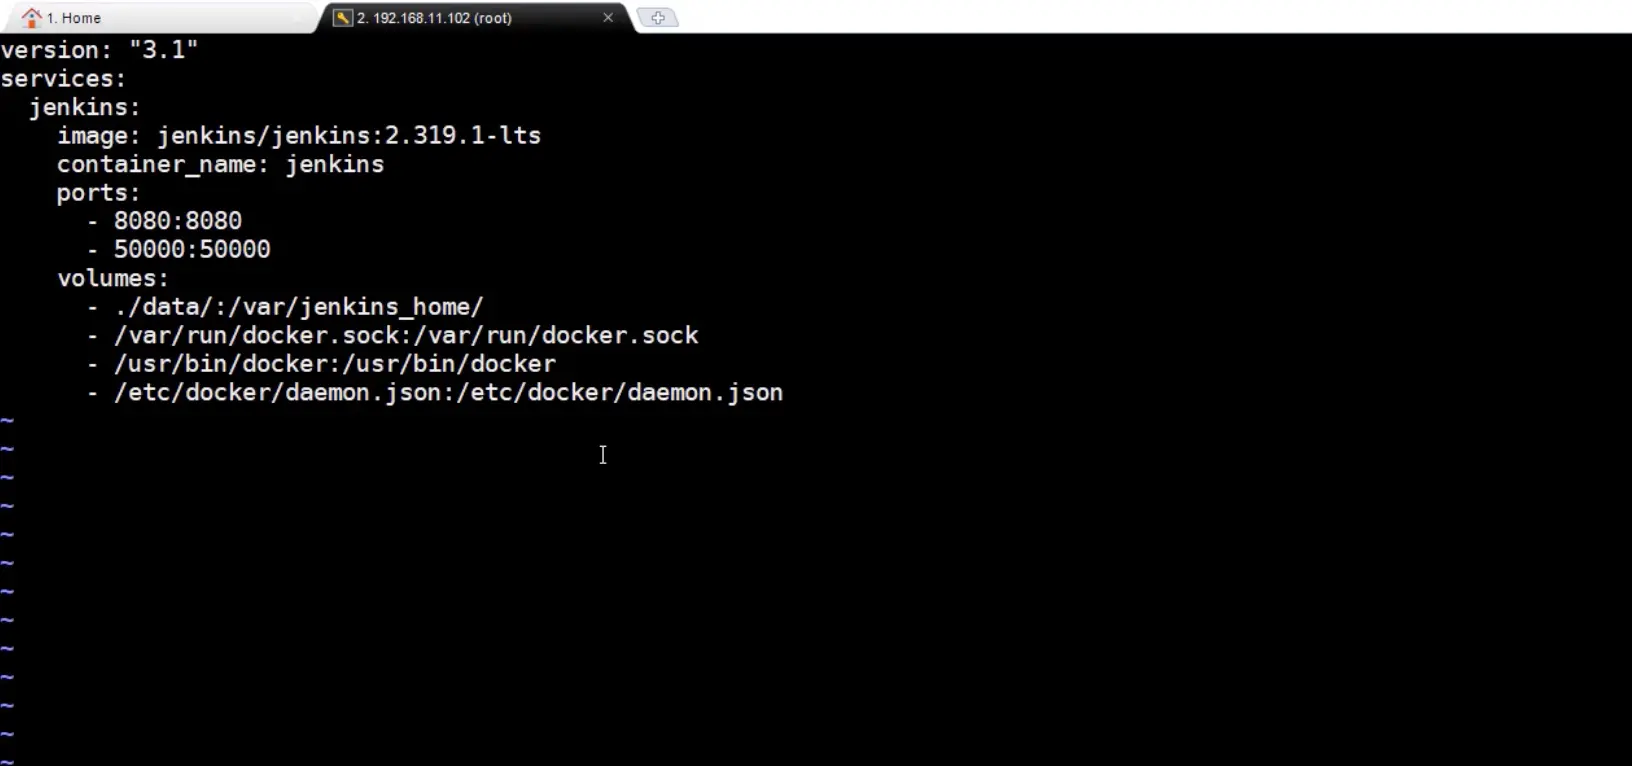 1. Home
2. 192.168.11.102 (root)
version: "3.1"
services:
  jenkins:
    image: jenkins/jenkins:2.319.1-lts
    container_name: jenkins
    ports:
      - 8080:8080
      - 50000:50000
    volumes:
      - ./data/:/var/jenkins_home/
      - /var/run/docker.sock:/var/run/docker.sock
      - /usr/bin/docker:/usr/bin/docker
      - /etc/docker/daemon.json:/etc/docker/daemon.json
~
~
~
~
~
~
~
~
~
~
~
~
~